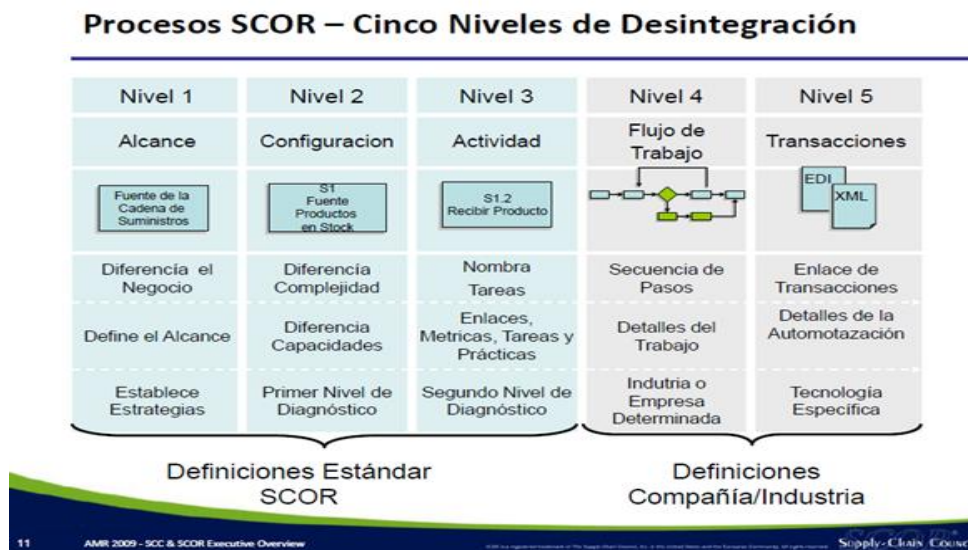 Procesos SCOR – Cinco Niveles de Desintegración
Nivel 1
Nivel 2
Nivel 3
Nivel 4
Nivel 5
Alcance
Configuracion
Actividad
Flujo de
Trabajo
Transacciones
Fuente de la
Cadena de
Suministros
S1
Fuente
Productos
en Stock
S1.2
Recibir Producto
EDI
XML
Diferencía el
Negocio
Diferencía
Complejidad
Nombra
Tareas
Secuencia de
Pasos
Enlace de
Transacciones
Define el Alcance
Diferencia
Capacidades
Enlaces,
Metricas, Tareas y
Prácticas
Detalles del
Trabajo
Detalles de la
Automotazación
Establece
Estrategias
Primer Nivel de
Diagnóstico
Segundo Nivel de
Diagnóstico
Indutria o
Empresa
Determinada
Tecnología
Específica
Definiciones Estándar
SCOR
Definiciones
Compañía/Industria
11
AMR 2009 - SCC & SCOR Executive Overview
Supply-Chain Counc